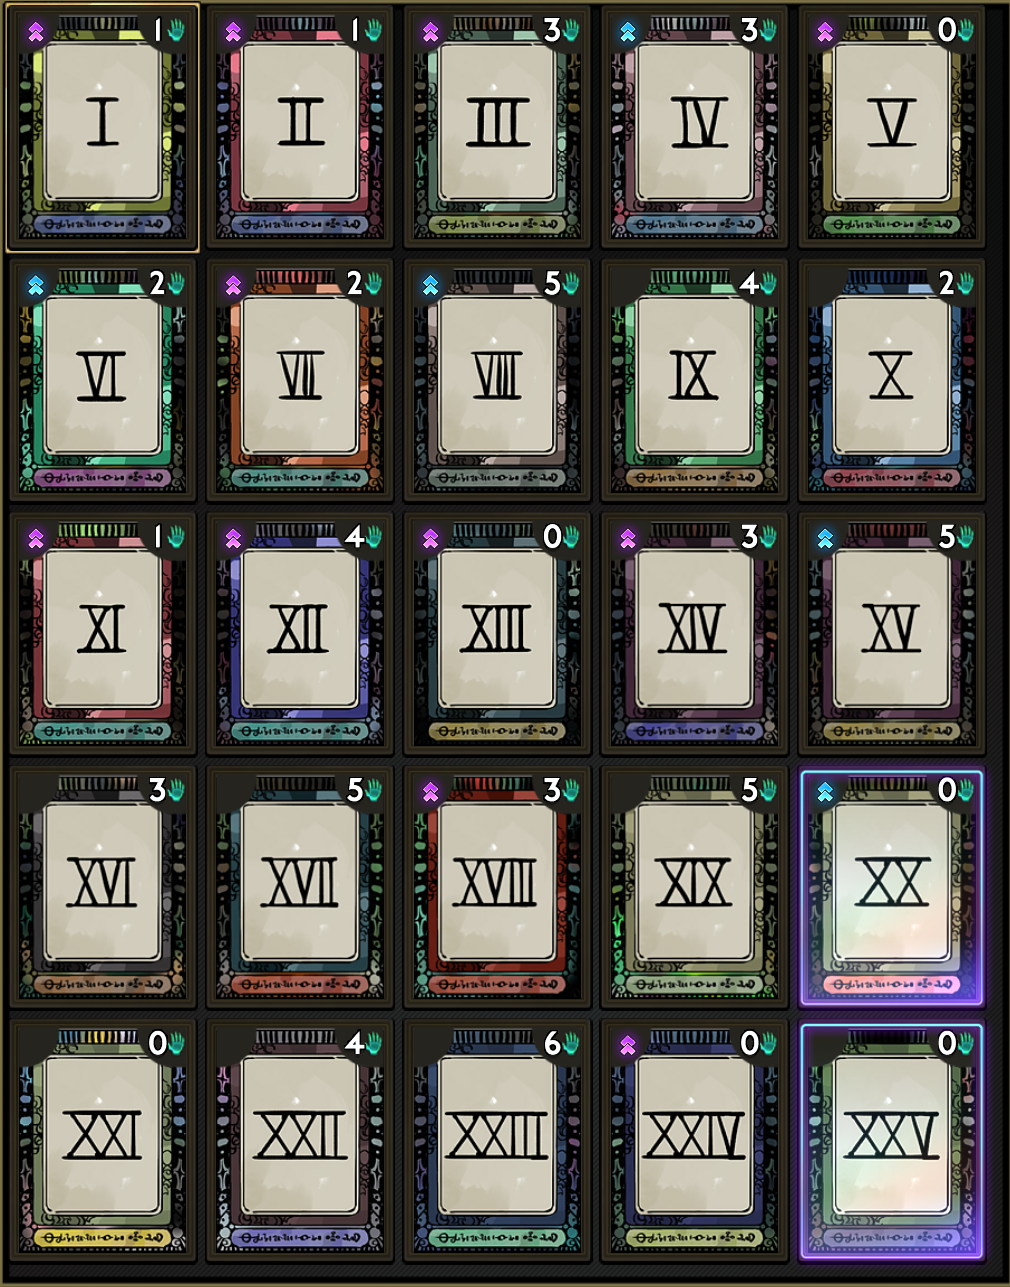 1 1 3 3 0
I II III IV V
2 2 5 4 2
VI VII VIII IX X
1 4 0 3 5
XI XII XIII XIV XV
3 5 3 5 0
XVI XVII XVIII XIX XX
0 4 6 0 0
XXI XXII XXIII XXIV XXV